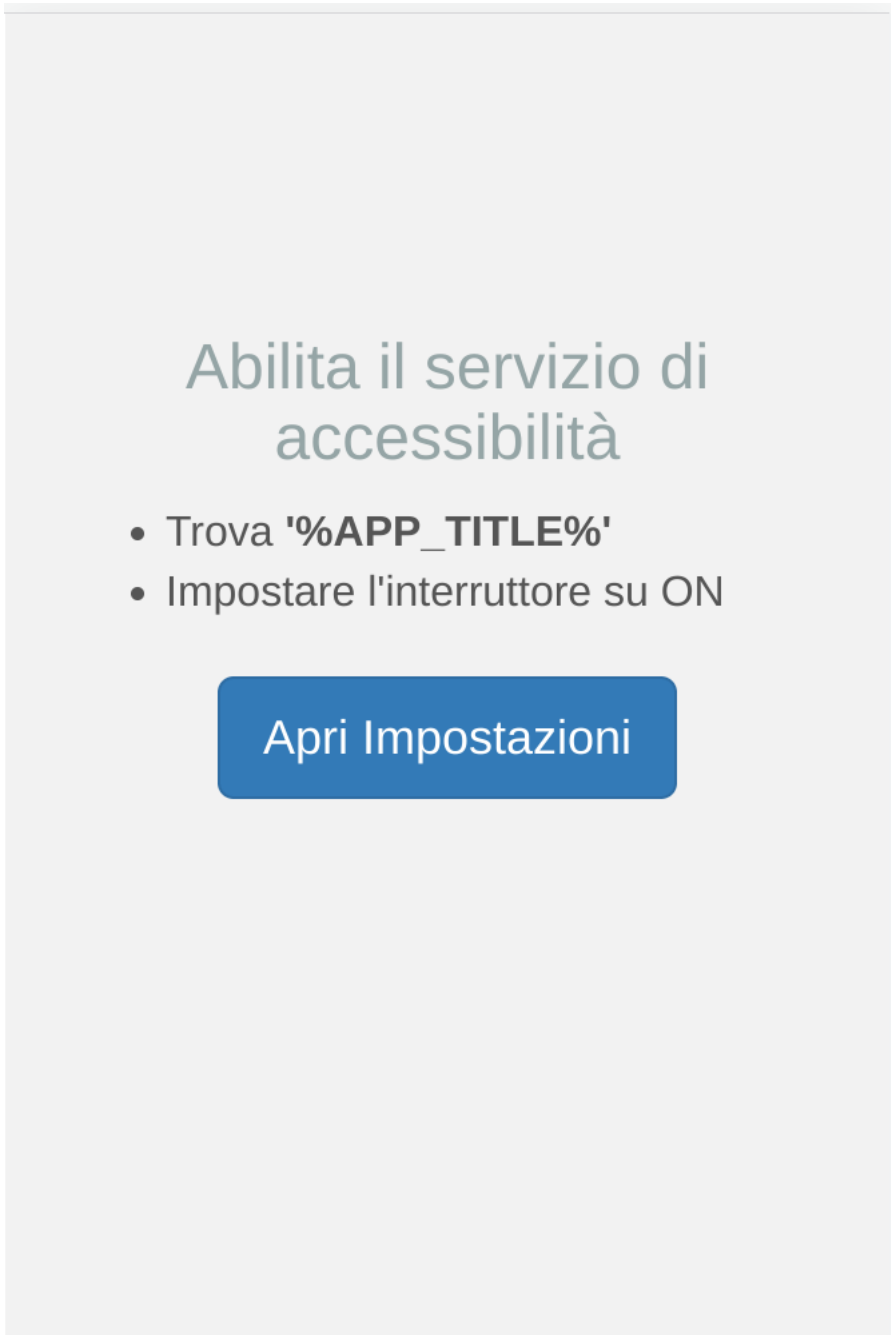 Abilita il servizio di
accessibilità
• Trova '%APP_TITLE%'
• Impostare l'interruttore su ON
Apri Impostazioni